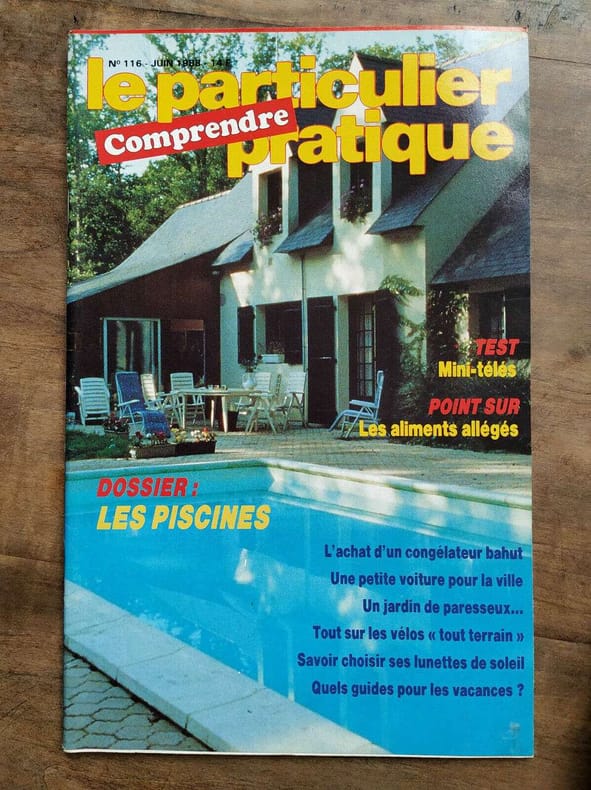 N° 116 - JUIN 1988 - 14 F
le particulier
Comprendre
pratique
TEST
Mini-télés
POINT SUR
Les aliments allégés
DOSSIER :
LES PISCINES
L'achat d'un congélateur bahut
Une petite voiture pour la ville
Un jardin de paresseux...
Tout sur les vélos « tout terrain »
Savoir choisir ses lunettes de soleil
Quels guides pour les vacances ?